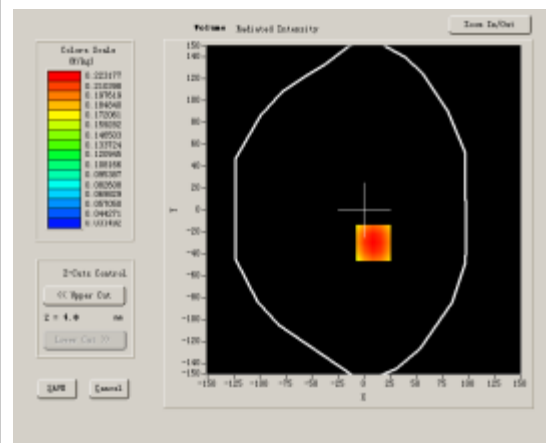 Volume Radiated Intensity
Zoom In/Out
Colors Scale
(W/kg)
0.223177
0.210398
0.197619
0.184840
0.172061
0.159282
0.146503
0.133724
0.120945
0.108166
0.095387
0.082608
0.069829
0.057050
0.044271
0.031492
150
140
120
100
80
60
40
20
0
-20
-40
-60
-80
-100
-120
-140
-150
Y
-150 -125 -100 -75 -50 -25 0 25 50 75 100 125 150
X
Z-Cuts Control
<< Upper Cut
Z = 4.0 mm
Lower Cut >>
SAVE Cancel